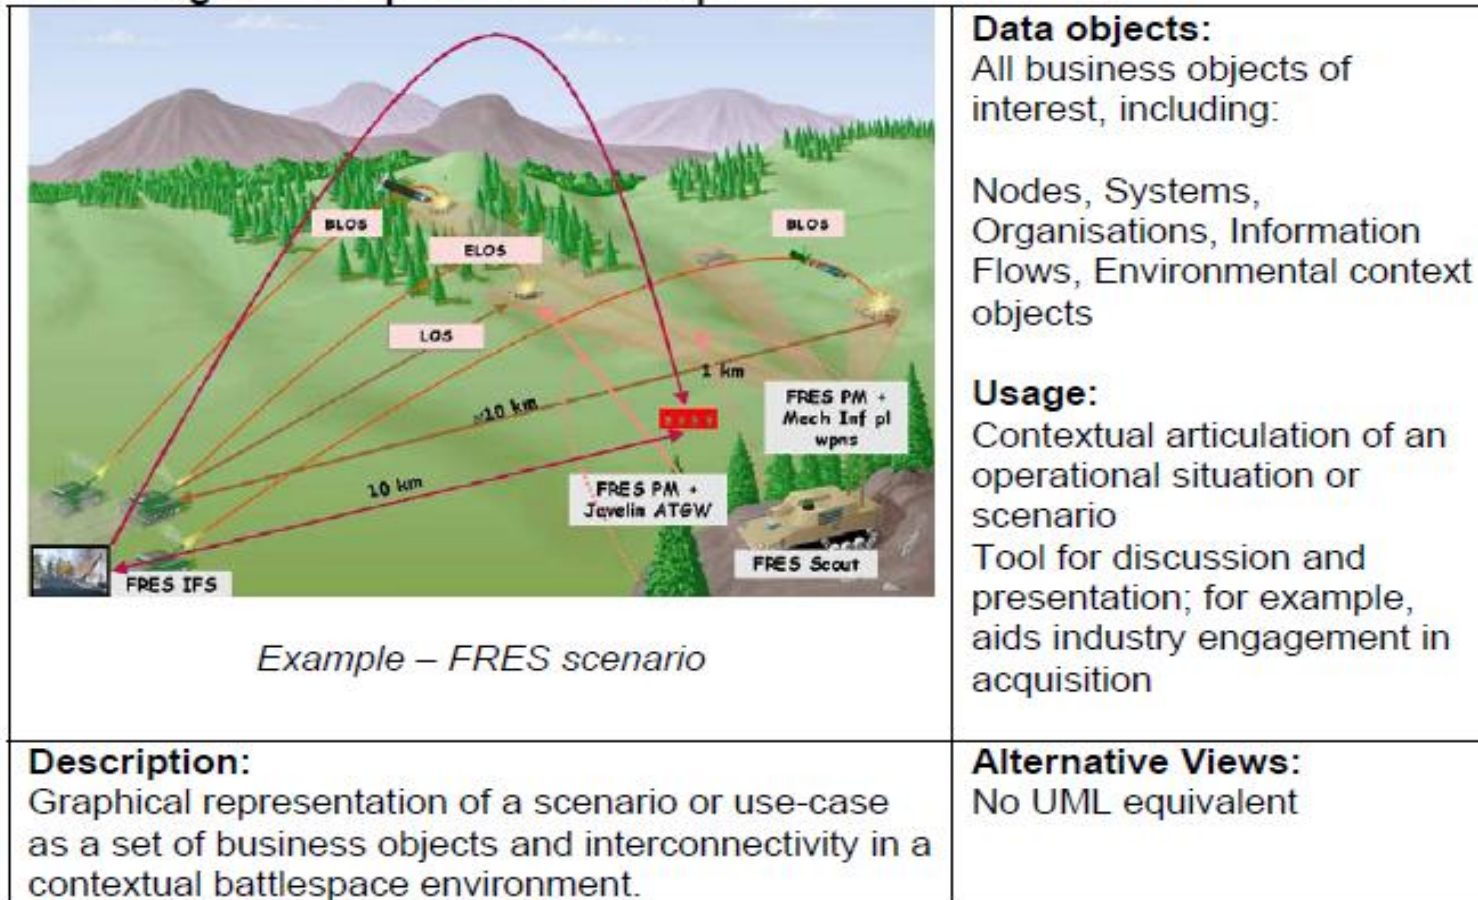 BLOS
BLOS
ELOS
LOS
1 km
~10 km
FRES PM +
Mech Inf pl
wpns
10 km
FRES PM +
Javelin ATGW
FRES Scout
FRES IFS
Example – FRES scenario
Data objects:
All business objects of
interest, including:
Nodes, Systems,
Organisations, Information
Flows, Environmental context
objects
Usage:
Contextual articulation of an
operational situation or
scenario
Tool for discussion and
presentation; for example,
aids industry engagement in
acquisition
Description:
Graphical representation of a scenario or use-case
as a set of business objects and interconnectivity in a
contextual battlespace environment.
Alternative Views:
No UML equivalent